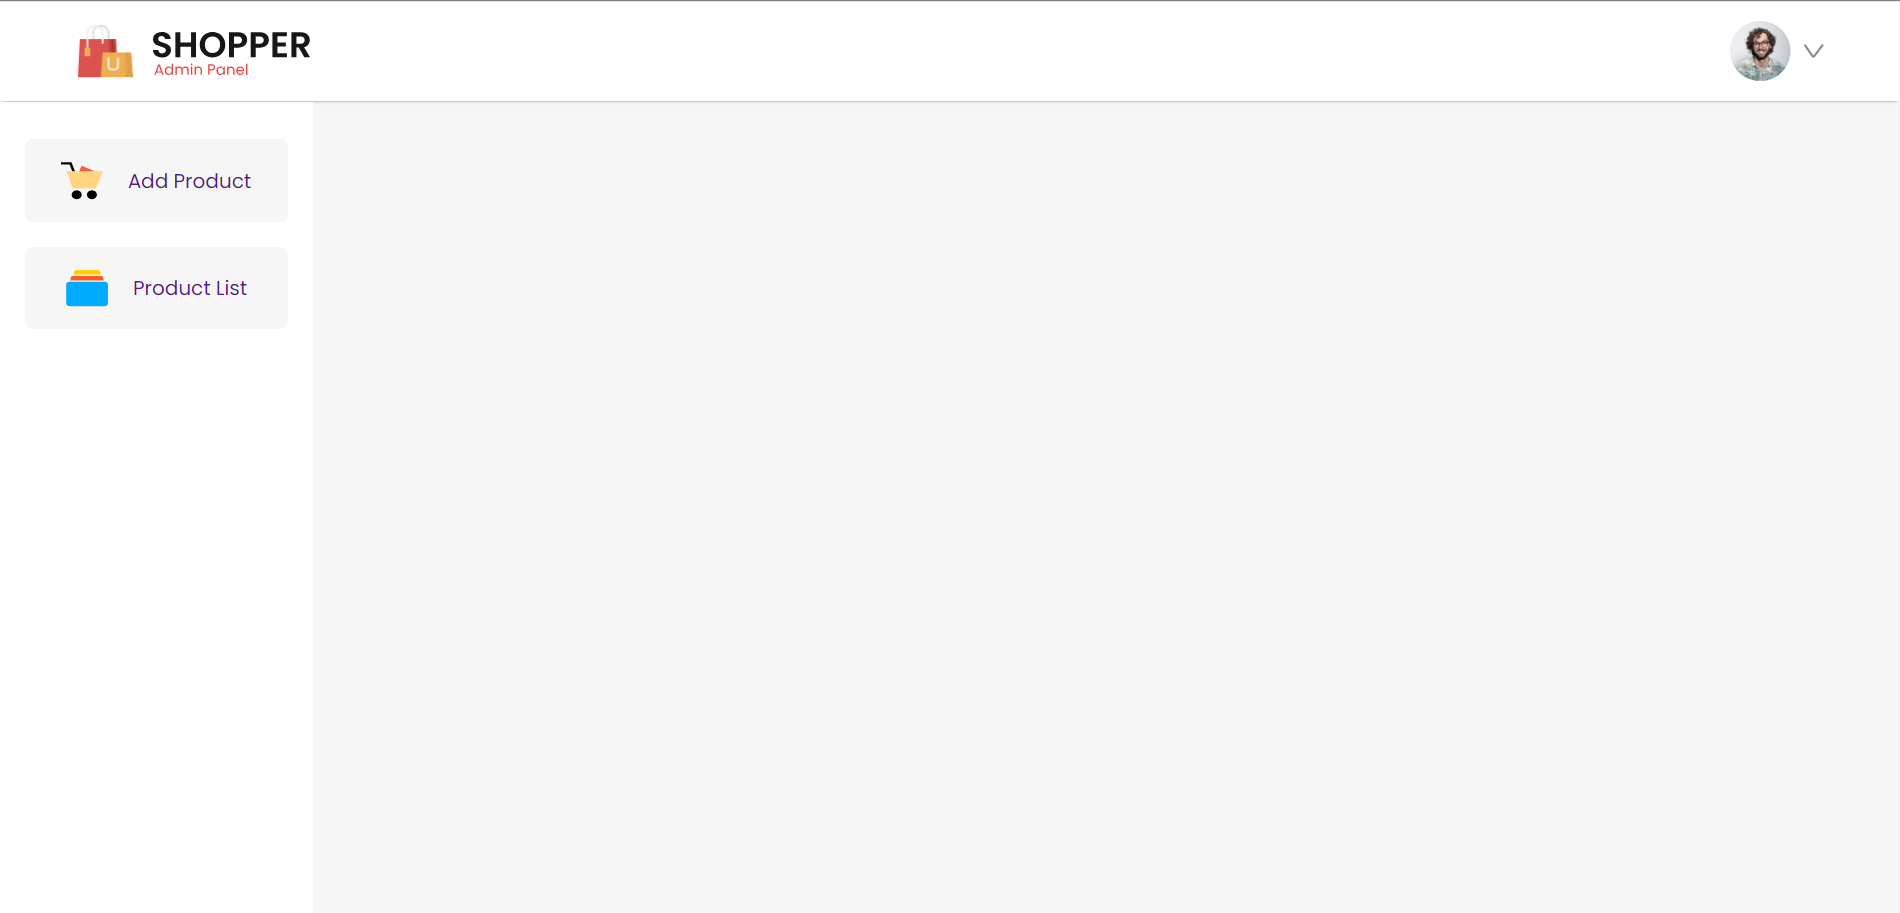 U
SHOPPER
Admin Panel
Add Product
Product List